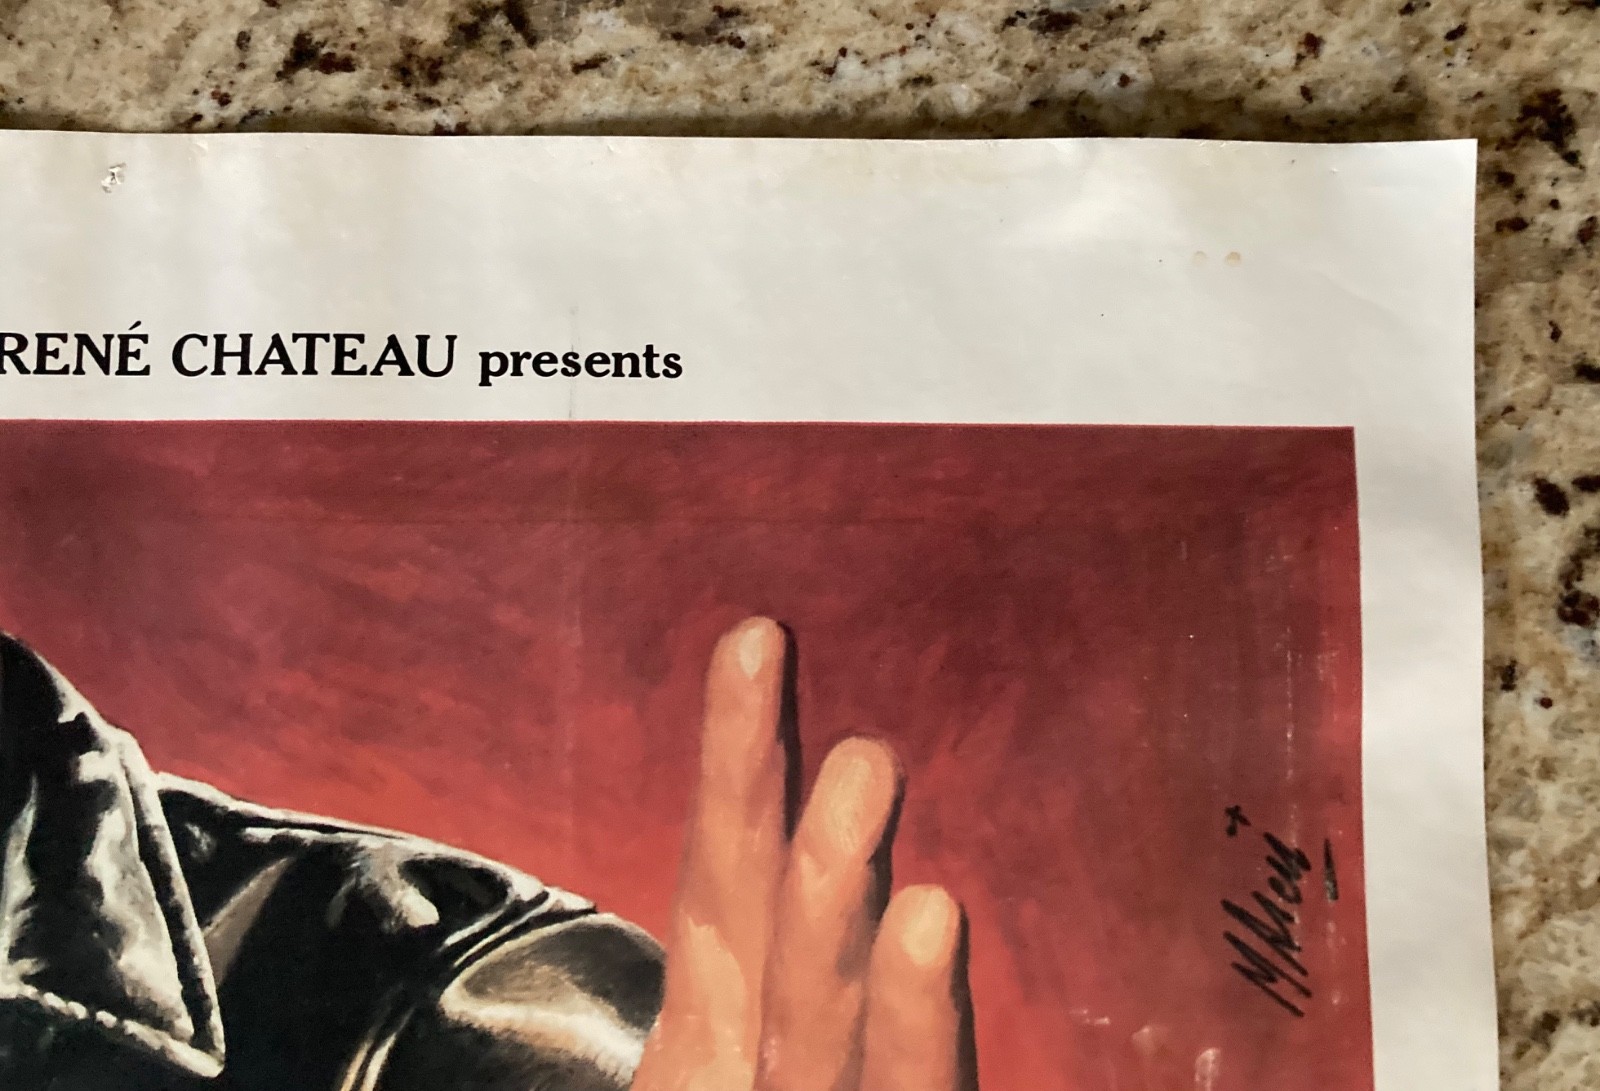 RENÉ CHATEAU presents